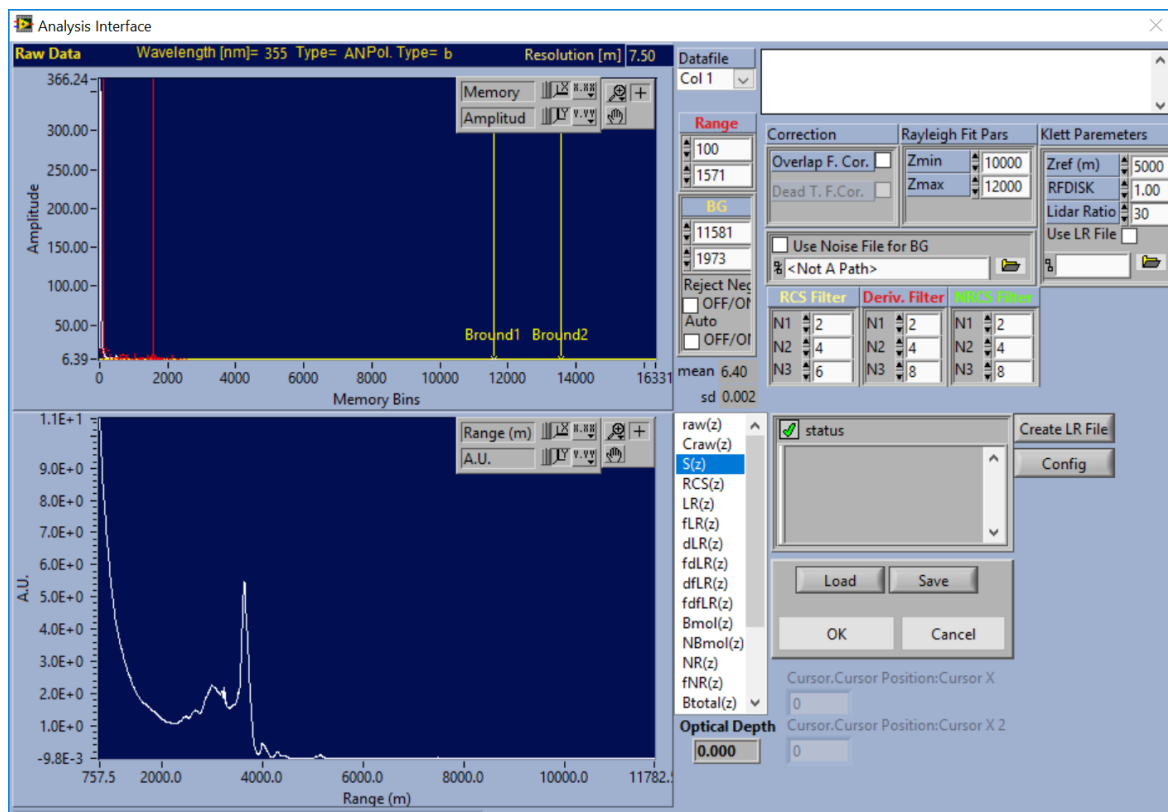 Analysis Interface
Raw Data Wavelength [nm]= 355 Type= AN Pol. Type= b Resolution [m] 7.50
366.24
300.00
250.00
200.00
150.00
100.00
50.00
6.39
Amplitude
Memory
Amplitud
Bround1 Bround2
0 2000 4000 6000 8000 10000 12000 14000 16331
Memory Bins
Datafile
Col 1
Range
100
1571
BG
11581
1973
Reject Neg
OFF/ON
Auto
OFF/ON
mean 6.40
sd 0.002
Correction
Overlap F. Cor.
Dead T. F.Cor.
Rayleigh Fit Pars
Zmin 10000
Zmax 12000
Klett Paremeters
Zref (m) 5000
RFDISK 1.00
Lidar Ratio 30
Use LR File
Use Noise File for BG
<Not A Path>
RCS Filter Deriv. Filter NRCS Filter
N1 2 N1 2 N1 2
N2 4 N2 4 N2 4
N3 6 N3 8 N3 8
1.1E+1
9.0E+0
8.0E+0
7.0E+0
6.0E+0
5.0E+0
4.0E+0
3.0E+0
2.0E+0
1.0E+0
-9.8E-3
A.U.
Range (m)
A.U.
757.5 2000.0 4000.0 6000.0 8000.0 10000.0 11782.5
Range (m)
raw(z)
Craw(z)
S(z)
RCS(z)
LR(z)
fLR(z)
dLR(z)
fdLR(z)
dfLR(z)
fdfLR(z)
Bmol(z)
NBmol(z)
NR(z)
fNR(z)
Btotal(z)
Optical Depth
0.000
status
Create LR File
Config
Load Save
OK Cancel
Cursor.Cursor Position:Cursor X
0
Cursor.Cursor Position:Cursor X 2
0